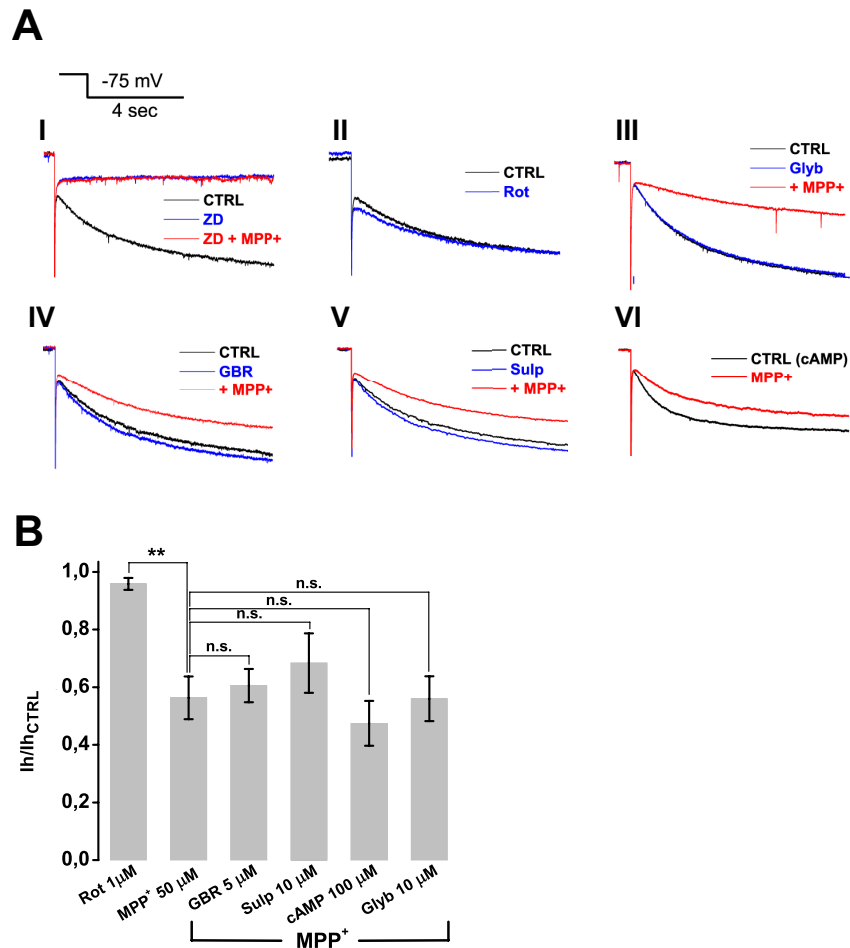 A
-75 mV
4 sec
I
CTRL
ZD
ZD + MPP+
II
CTRL
Rot
III
CTRL
Glyb
+ MPP+
IV
CTRL
GBR
+ MPP+
V
CTRL
Sulp
+ MPP+
VI
CTRL (cAMP)
MPP+
B
Ih/Ih_CTRL
1,0
0,8
0,6
0,4
0,2
0,0
**
n.s.
n.s.
n.s.
n.s.
Rot 1μM
MPP⁺ 50 μM
GBR 5 μM
Sulp 10 μM
cAMP 100 μM
Glyb 10 μM
MPP⁺